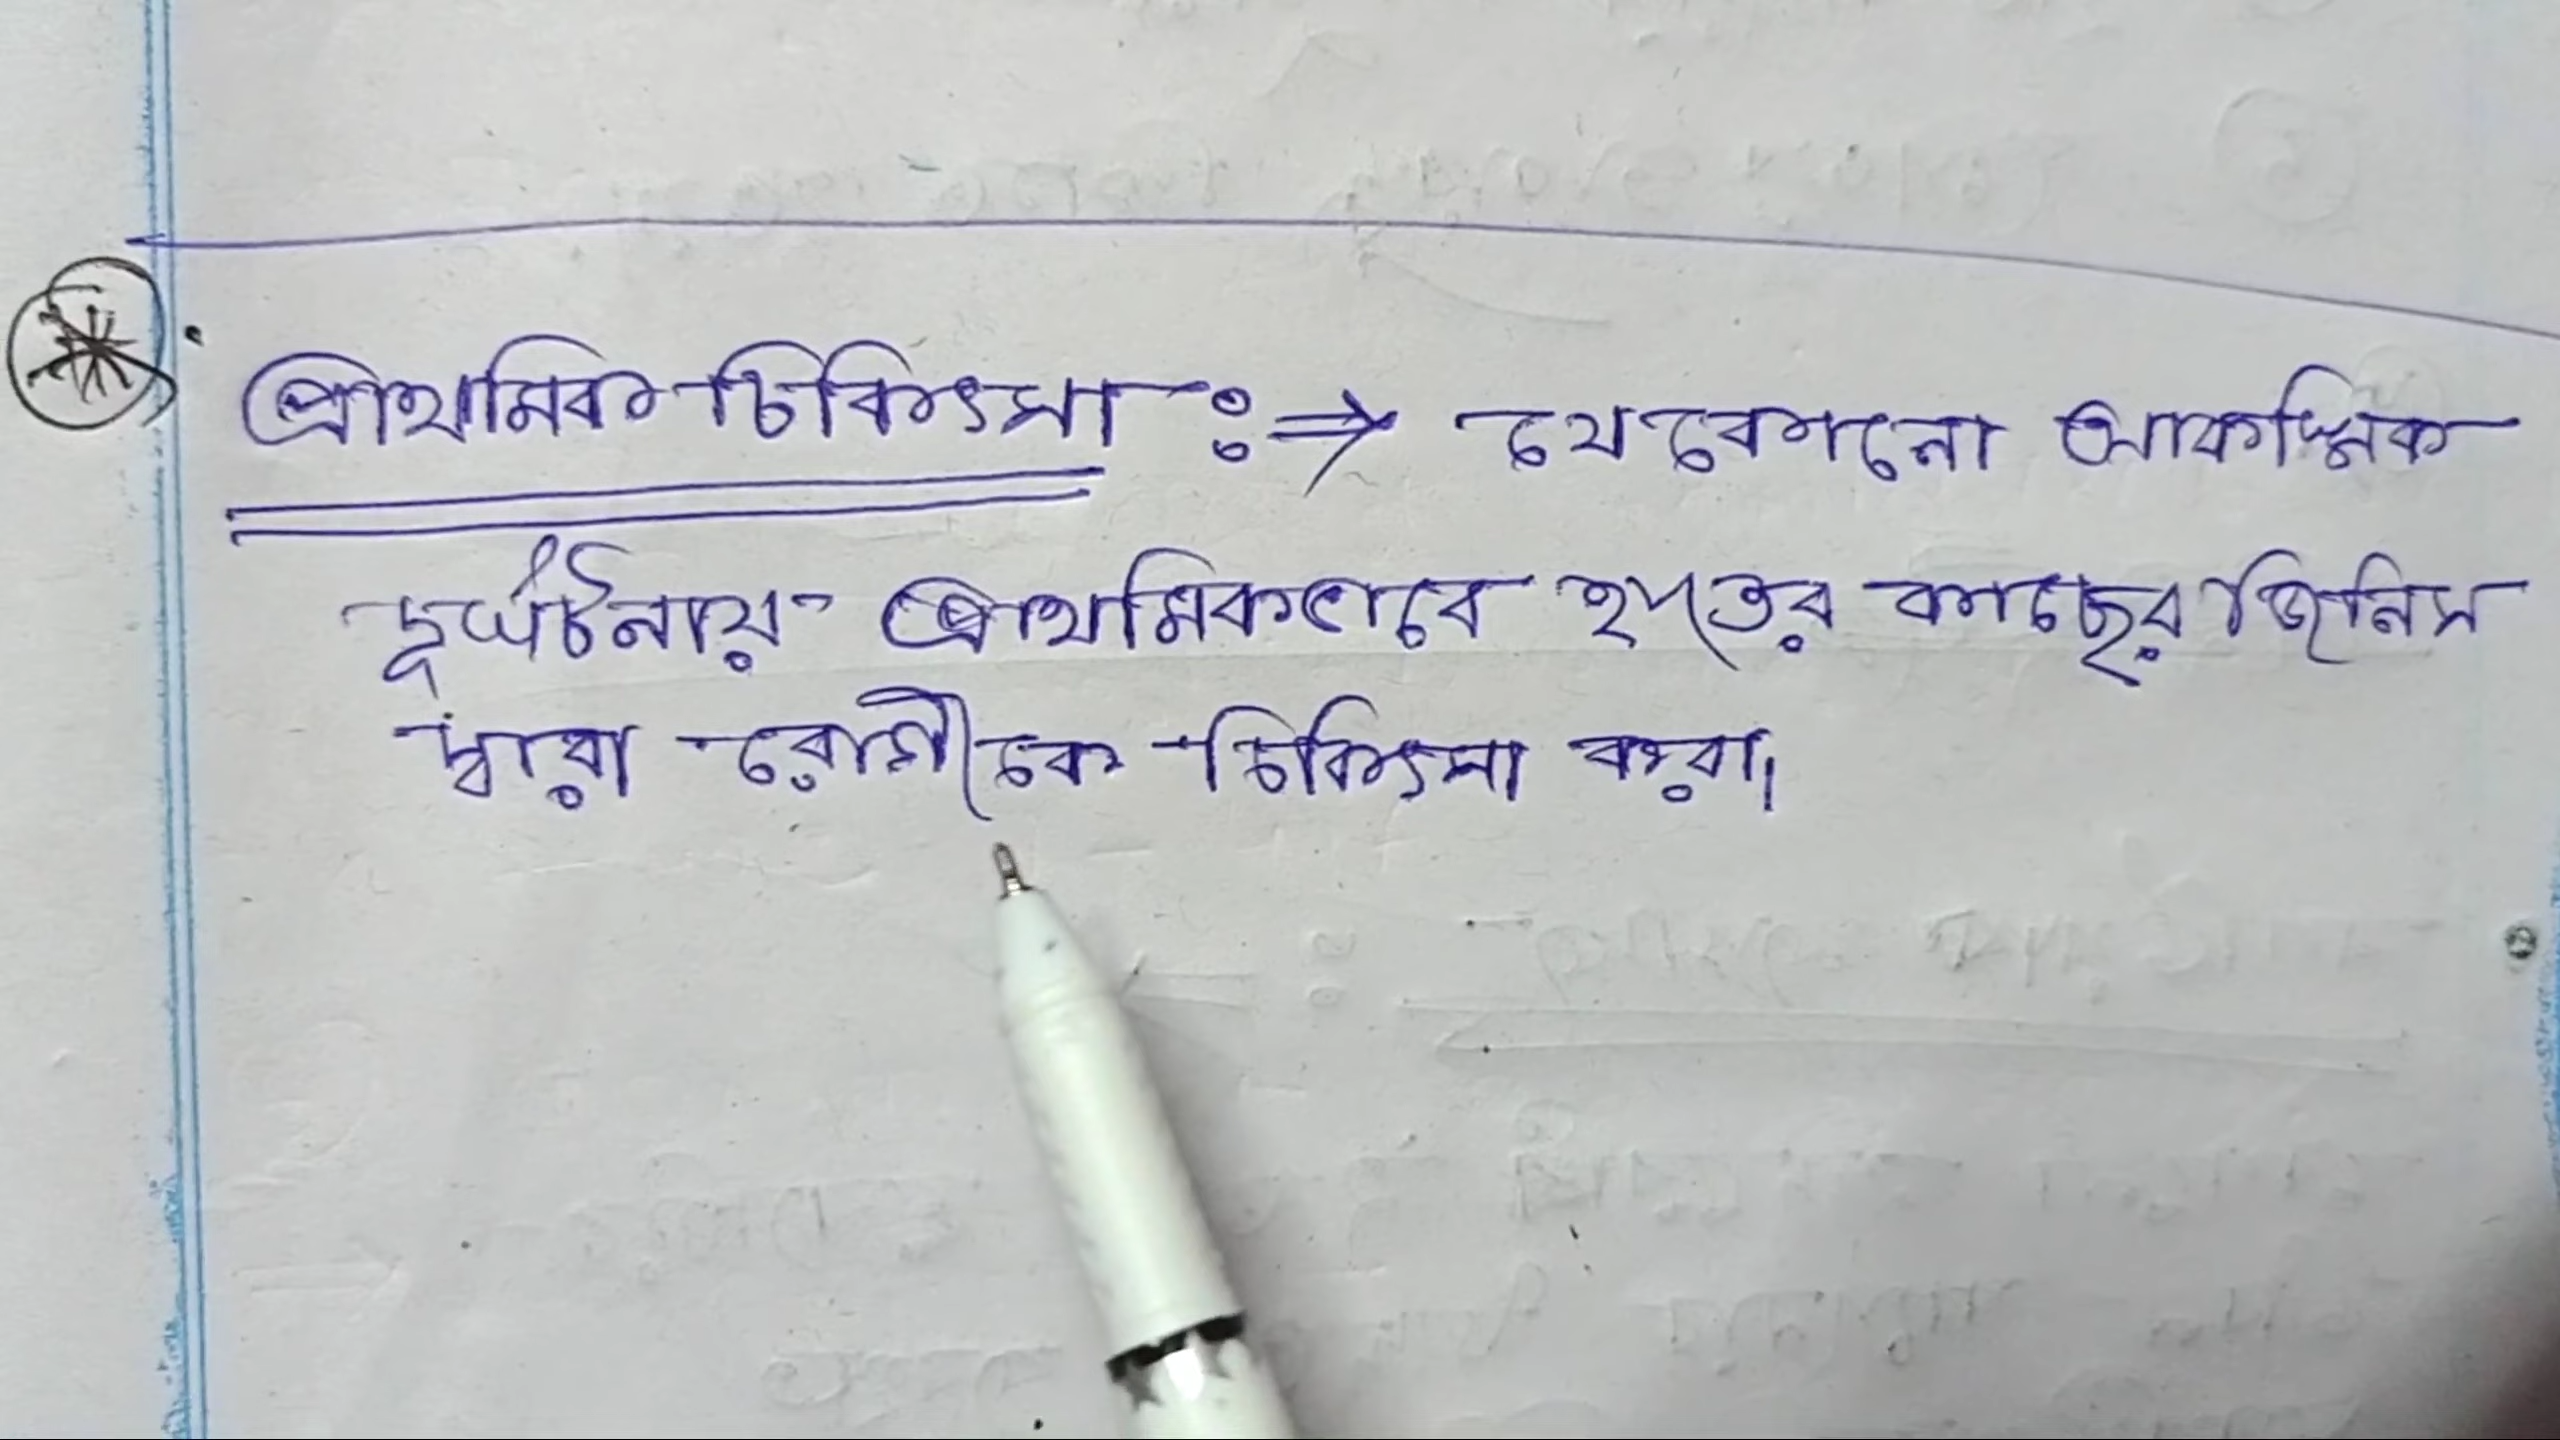 প্রাথমিক চিকিৎসা :⇒ যেকোনো আকস্মিক
দূর্ঘটনায় প্রাথমিকভাবে হাতের কাছের জিনিস
দ্বারা রোগীকে চিকিৎসা করা।